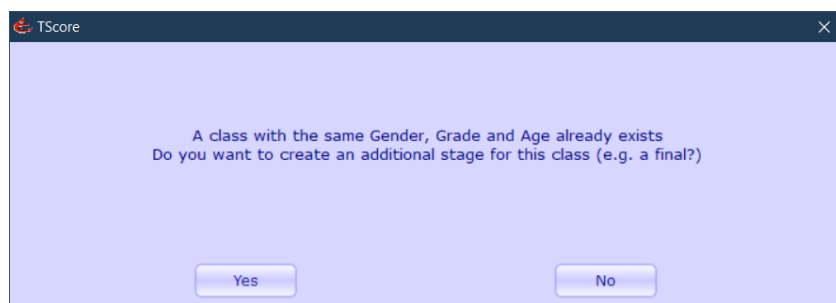 TScore
A class with the same Gender, Grade and Age already exists
Do you want to create an additional stage for this class (e.g. a final?)
Yes
No